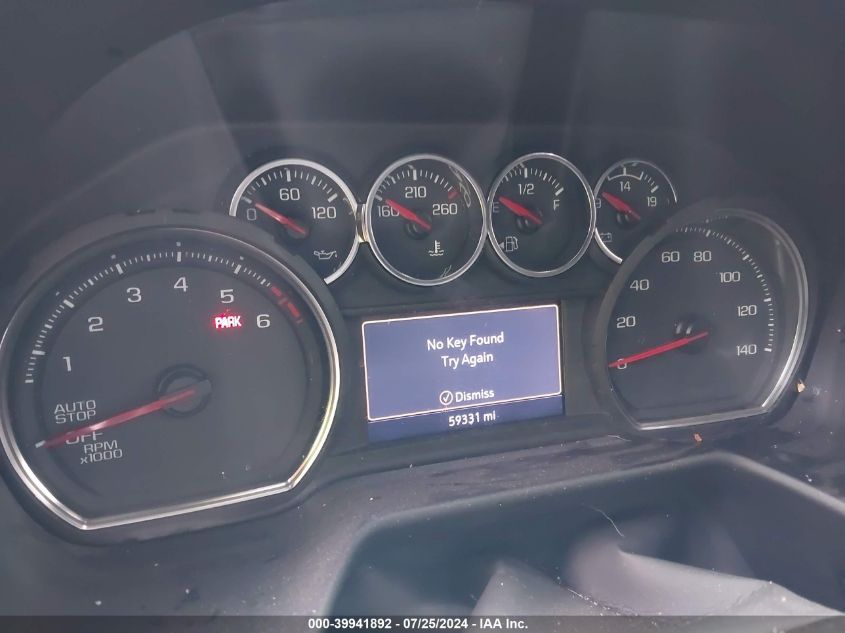 0 60 120
160 210 260
E 1/2 F
14 19
1 2 3 4 5 6
PARK
AUTO
STOP
OFF
RPM
x1000
No Key Found
Try Again
Dismiss
59331 mi
0 20 40 60 80 100 120 140
000-39941892 - 07/25/2024 - IAA Inc.